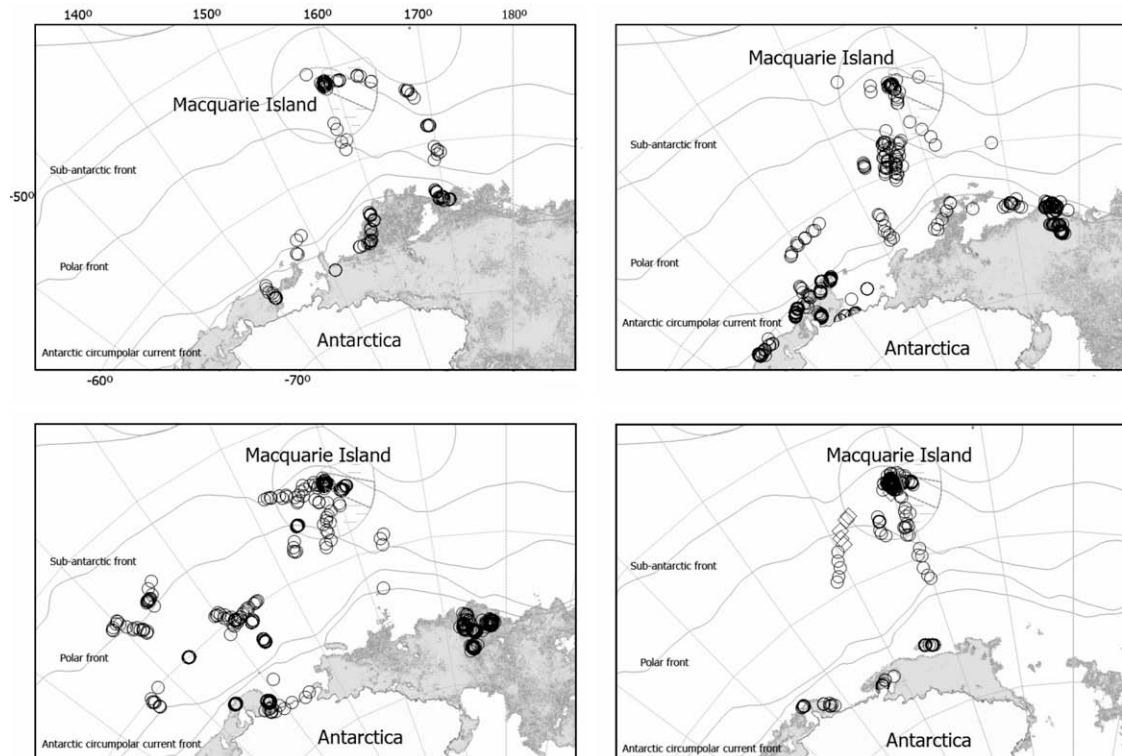 140⁰ 150⁰ 160⁰ 170⁰ 180⁰
Macquarie Island
Sub-antarctic front
-50⁰
Polar front
Antarctic circumpolar current front
Antarctica
-60⁰ -70⁰
Macquarie Island
Sub-antarctic front
Polar front
Antarctic circumpolar current front
Antarctica
Macquarie Island
Sub-antarctic front
Polar front
Antarctic circumpolar current front
Antarctica
Macquarie Island
Sub-antarctic front
Polar front
Antarctic circumpolar current front
Antarctica